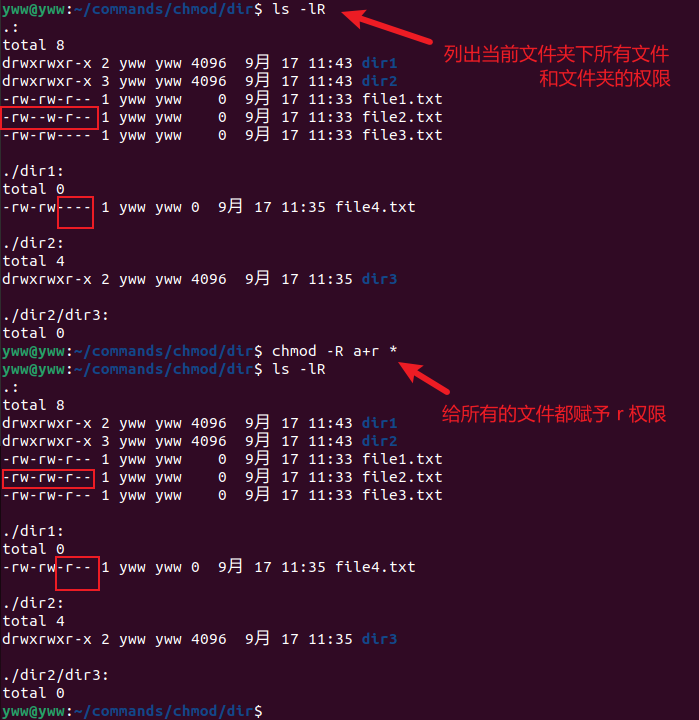 yww@yww:~/commands/chmod/dir$ ls -lR
.:
total 8
drwxrwxr-x 2 yww yww 4096  9月 17 11:43 dir1
drwxrwxr-x 3 yww yww 4096  9月 17 11:43 dir2
-rw-rw-r-- 1 yww yww    0  9月 17 11:33 file1.txt
-rw--w-r-- 1 yww yww    0  9月 17 11:33 file2.txt
-rw-rw---- 1 yww yww    0  9月 17 11:33 file3.txt
列出当前文件夹下所有文件
和文件夹的权限
./dir1:
total 0
-rw-rw---- 1 yww yww 0  9月 17 11:35 file4.txt
./dir2:
total 4
drwxrwxr-x 2 yww yww 4096  9月 17 11:35 dir3
./dir2/dir3:
total 0
yww@yww:~/commands/chmod/dir$ chmod -R a+r *
yww@yww:~/commands/chmod/dir$ ls -lR
.:
total 8
drwxrwxr-x 2 yww yww 4096  9月 17 11:43 dir1
drwxrwxr-x 3 yww yww 4096  9月 17 11:43 dir2
-rw-rw-r-- 1 yww yww    0  9月 17 11:33 file1.txt
-rw-rw-r-- 1 yww yww    0  9月 17 11:33 file2.txt
-rw-rw-r-- 1 yww yww    0  9月 17 11:33 file3.txt
给所有的文件都赋予 r 权限
./dir1:
total 0
-rw-rw-r-- 1 yww yww 0  9月 17 11:35 file4.txt
./dir2:
total 4
drwxrwxr-x 2 yww yww 4096  9月 17 11:35 dir3
./dir2/dir3:
total 0
yww@yww:~/commands/chmod/dir$